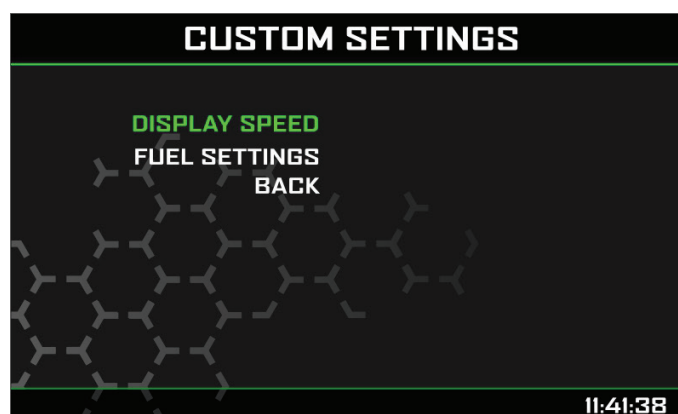 CUSTOM SETTINGS
DISPLAY SPEED
FUEL SETTINGS
BACK
11:41:38